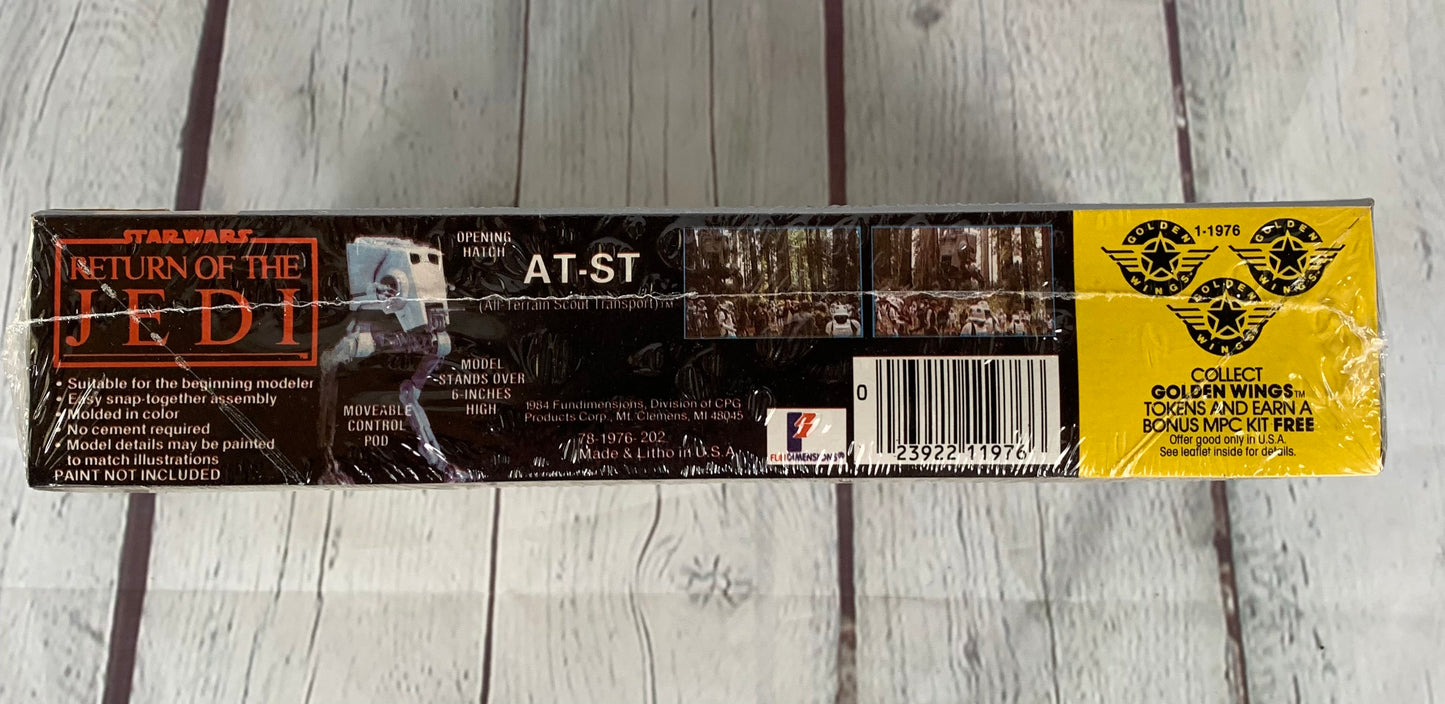 STAR WARS
RETURN OF THE
JEDI
• Suitable for the beginning modeler
• Easy snap-together assembly
• Molded in color
• No cement required
• Model details may be painted
to match illustrations
PAINT NOT INCLUDED
OPENING
HATCH
MOVEABLE
CONTROL
POD
MODEL
STANDS OVER
6-INCHES
HIGH
AT-ST
(All-Terrain Scout Transport)™
1984 Fundimensions, Division of CPG
Products Corp., Mt. Clemens, MI 48045
78-1976-202
Made & Litho in U.S.A.
FUNDIMENSIONS®
0
23922 11976
1-1976
GOLDEN
WINGS
GOLDEN
WINGS
GOLDEN
WINGS
COLLECT
GOLDEN WINGS™
TOKENS AND EARN A
BONUS MPC KIT FREE
Offer good only in U.S.A.
See leaflet inside for details.